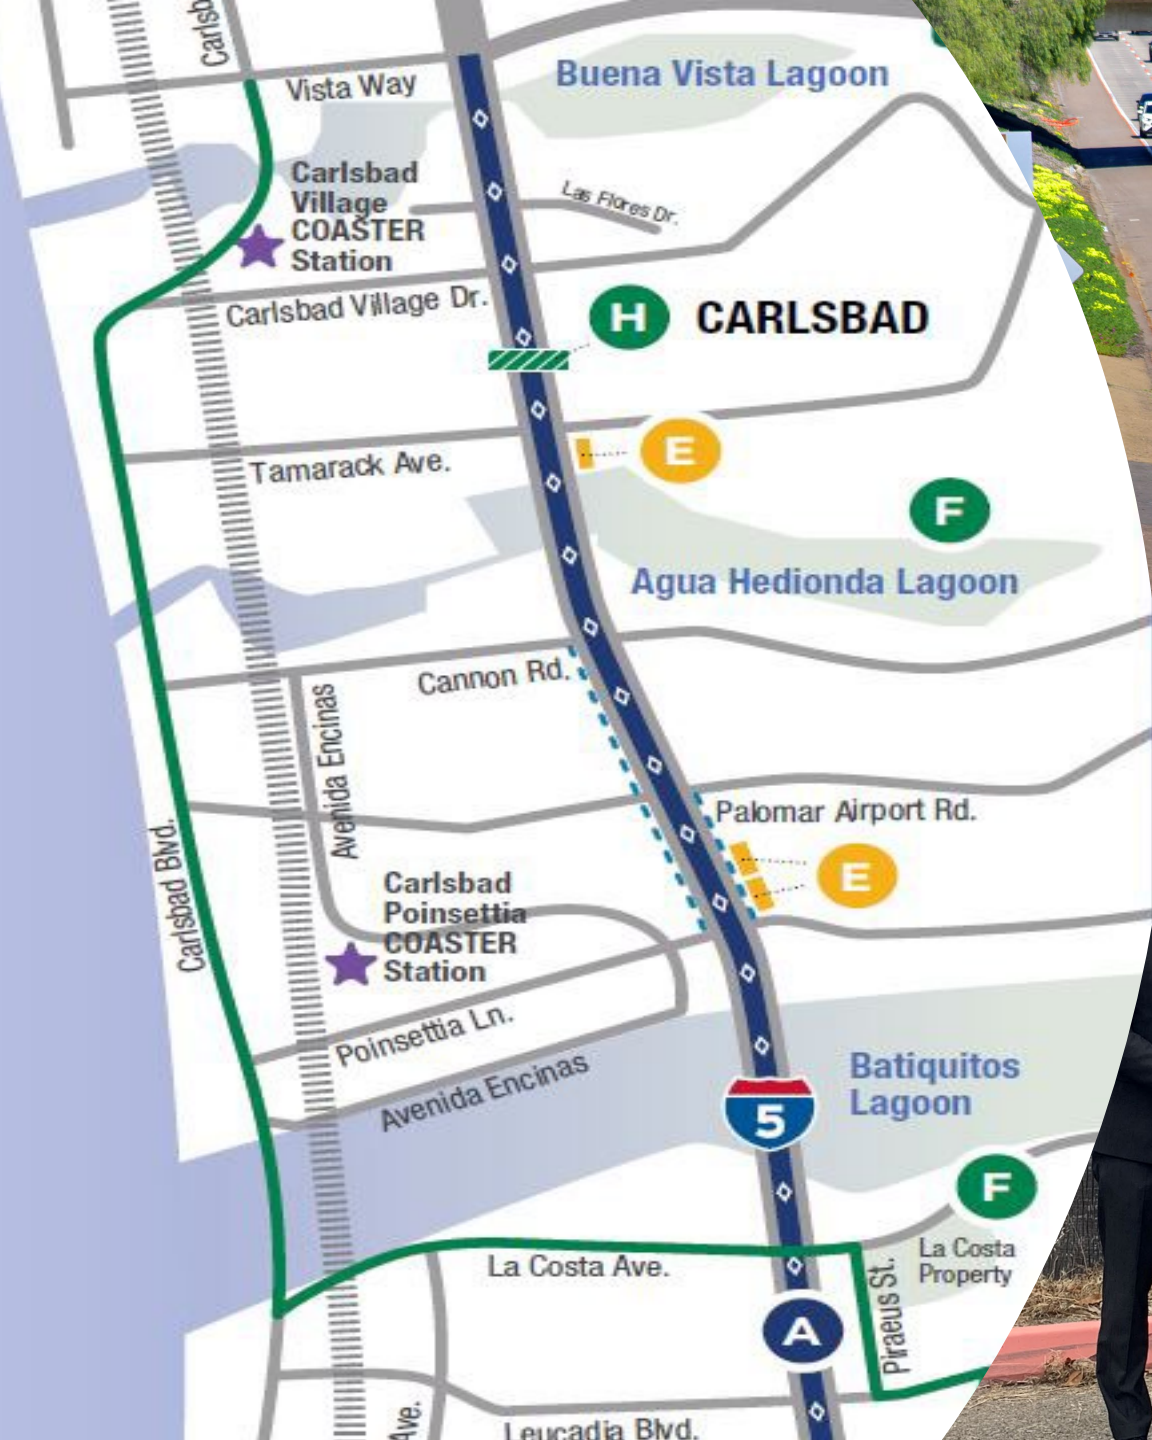 Carlsb
Vista Way
Buena Vista Lagoon
Carlsbad
Village
COASTER
Station
Las Flores Dr.
Carlsbad Village Dr.
H
CARLSBAD
Tamarack Ave.
E
F
Agua Hedionda Lagoon
Cannon Rd.
Avenida Encinas
Palomar Airport Rd.
E
Carlsbad Blvd.
Carlsbad
Poinsettia
COASTER
Station
Poinsettia Ln.
Avenida Encinas
Batiquitos
Lagoon
5
F
La Costa Ave.
La Costa
Property
Piraeus St.
A
Ave.
Leucadia Blvd.